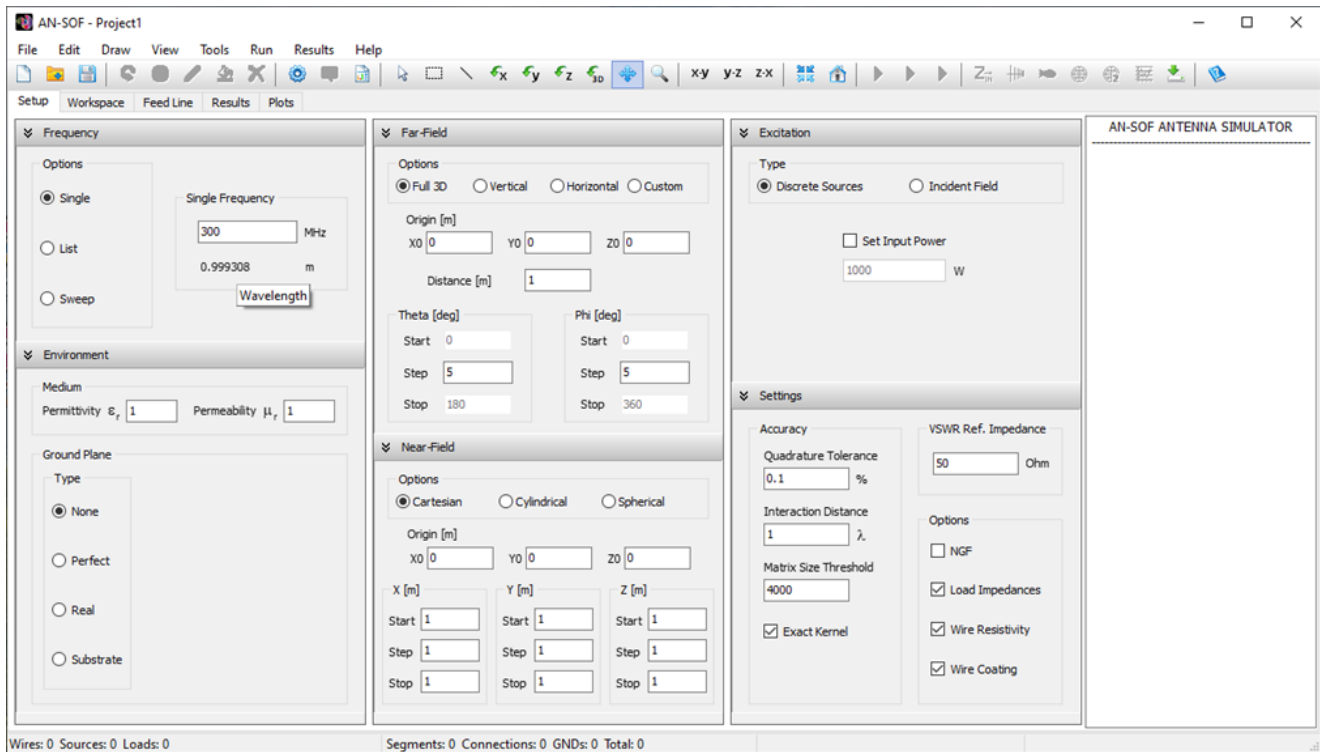 AN-SOF - Project1
File Edit Draw View Tools Run Results Help
X Y Z 3D X-Y Y-Z Z-X
Setup Workspace Feed Line Results Plots
Frequency
Options
Single
List
Sweep
Single Frequency
300 MHz
0.999308 m
Wavelength
Environment
Medium
Permittivity εr 1 Permeability μr 1
Ground Plane
Type
None
Perfect
Real
Substrate
Far-Field
Options
Full 3D Vertical Horizontal Custom
Origin [m]
X0 0 Y0 0 Z0 0
Distance [m] 1
Theta [deg]
Start 0
Step 5
Stop 180
Phi [deg]
Start 0
Step 5
Stop 360
Near-Field
Options
Cartesian Cylindrical Spherical
Origin [m]
X0 0 Y0 0 Z0 0
X [m] Y [m] Z [m]
Start 1 Start 1 Start 1
Step 1 Step 1 Step 1
Stop 1 Stop 1 Stop 1
Excitation
Type
Discrete Sources Incident Field
Set Input Power
1000 W
Settings
Accuracy
Quadrature Tolerance
0.1 %
Interaction Distance
1 λ
Matrix Size Threshold
4000
Exact Kernel
VSWR Ref. Impedance
50 Ohm
Options
NGF
Load Impedances
Wire Resistivity
Wire Coating
AN-SOF ANTENNA SIMULATOR
Wires: 0 Sources: 0 Loads: 0 Segments: 0 Connections: 0 GNDs: 0 Total: 0